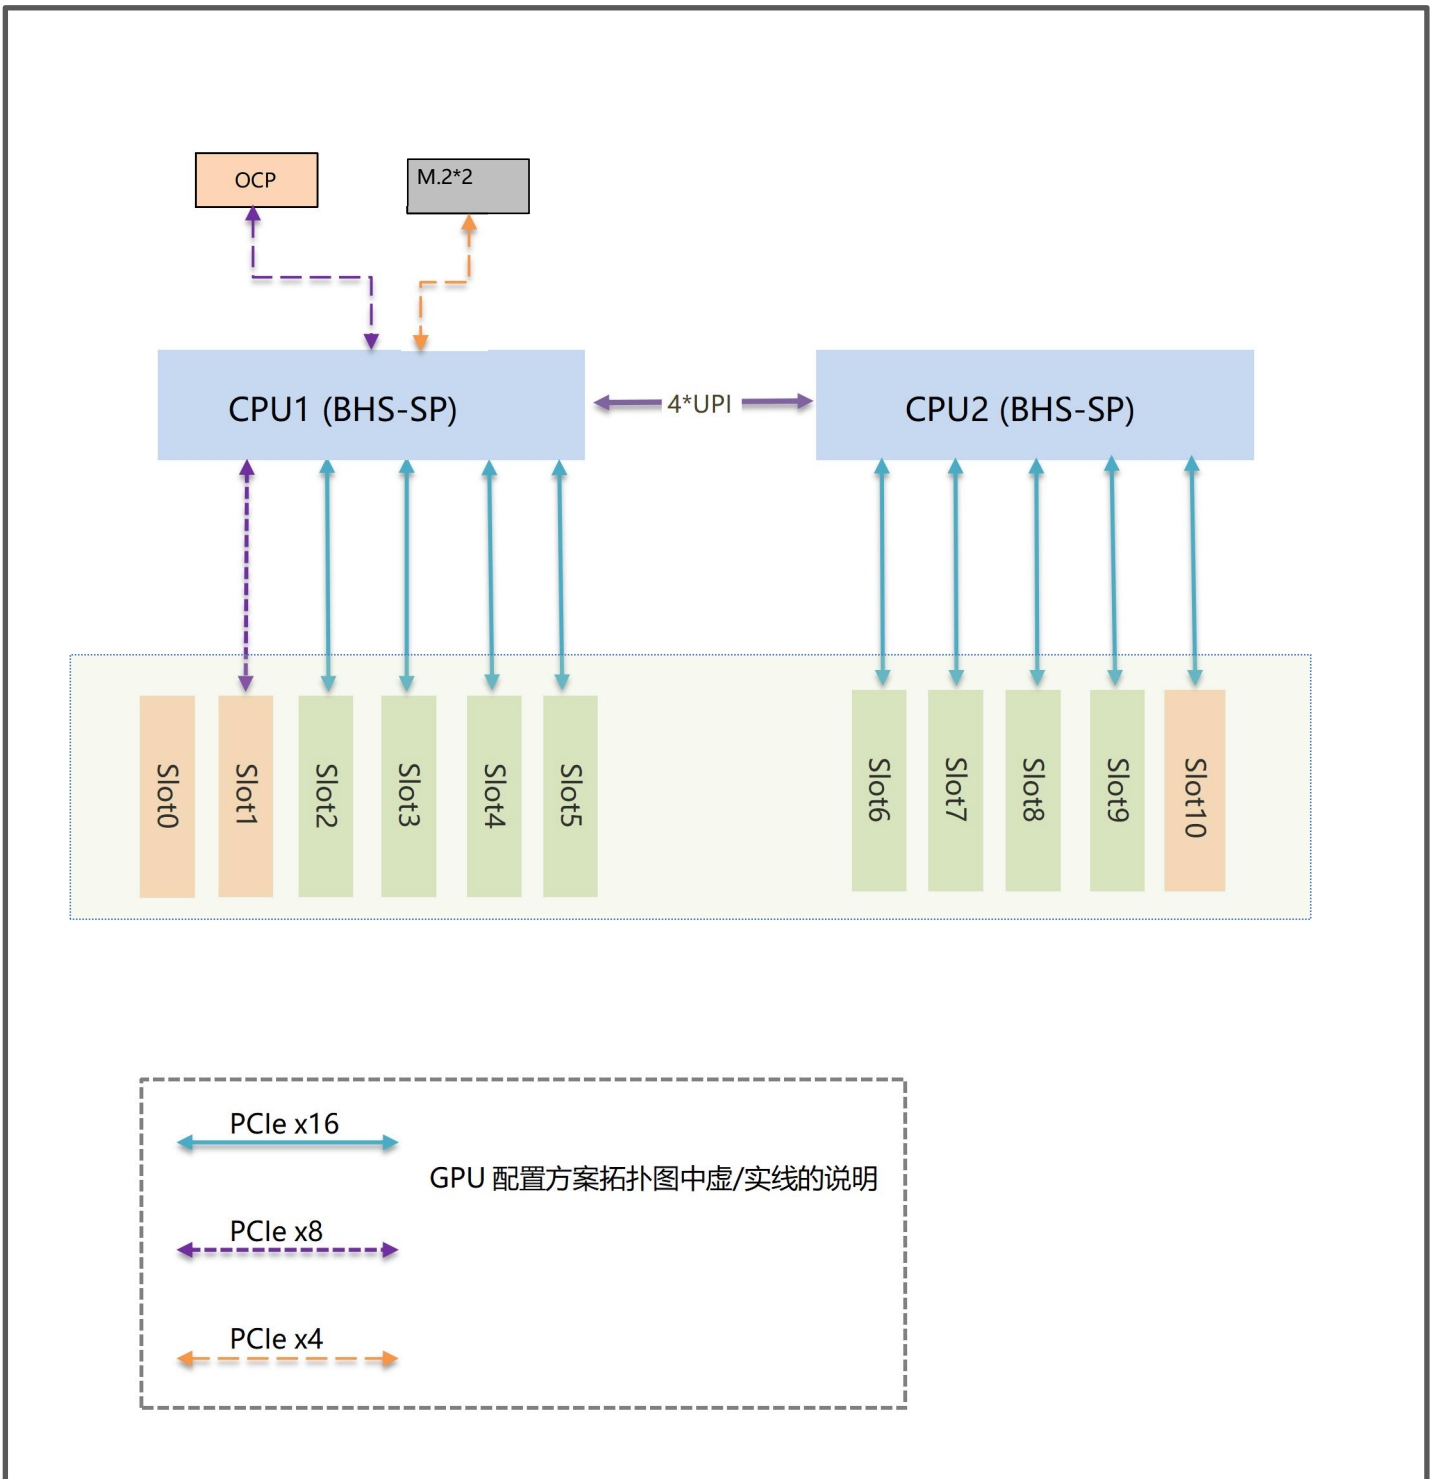 OCP
M.2*2
CPU1 (BHS-SP)
4*UPI
CPU2 (BHS-SP)
Slot0
Slot1
Slot2
Slot3
Slot4
Slot5
Slot6
Slot7
Slot8
Slot9
Slot10
PCIe x16
GPU 配置方案拓扑图中虚/实线的说明
PCIe x8
PCIe x4